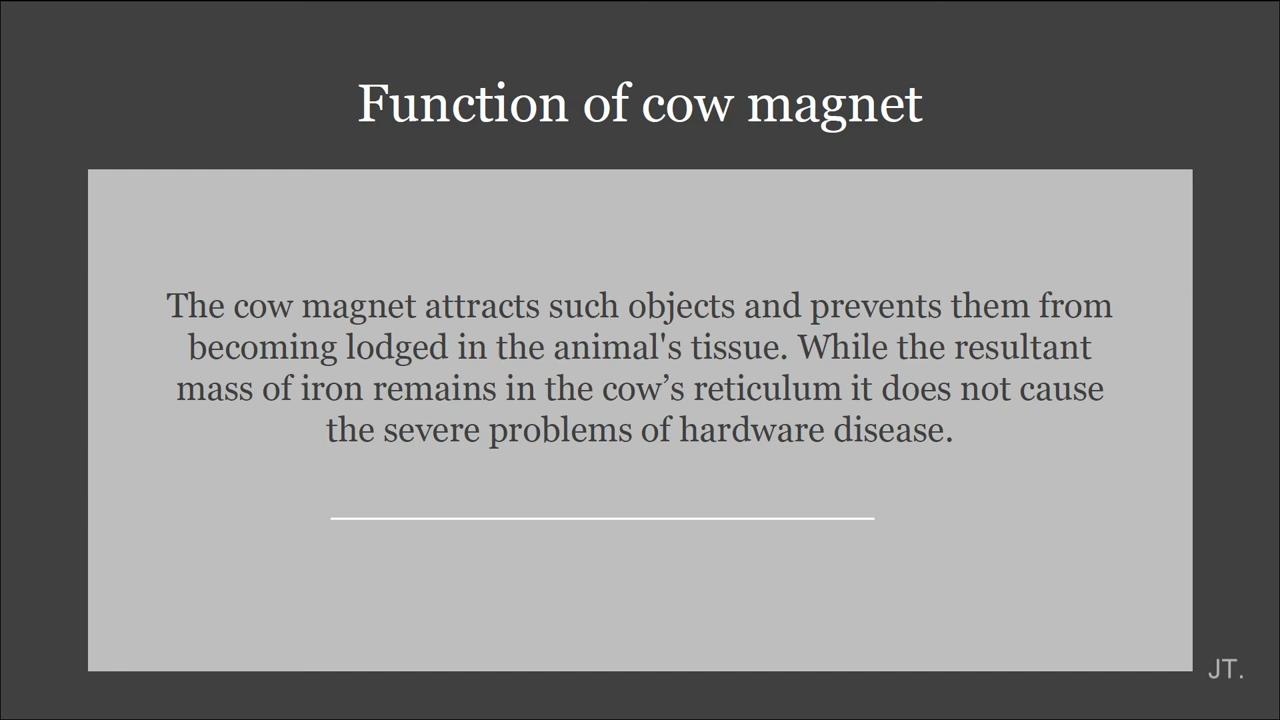 Function of cow magnet
The cow magnet attracts such objects and prevents them from
becoming lodged in the animal's tissue. While the resultant
mass of iron remains in the cow’s reticulum it does not cause
the severe problems of hardware disease.
JT.